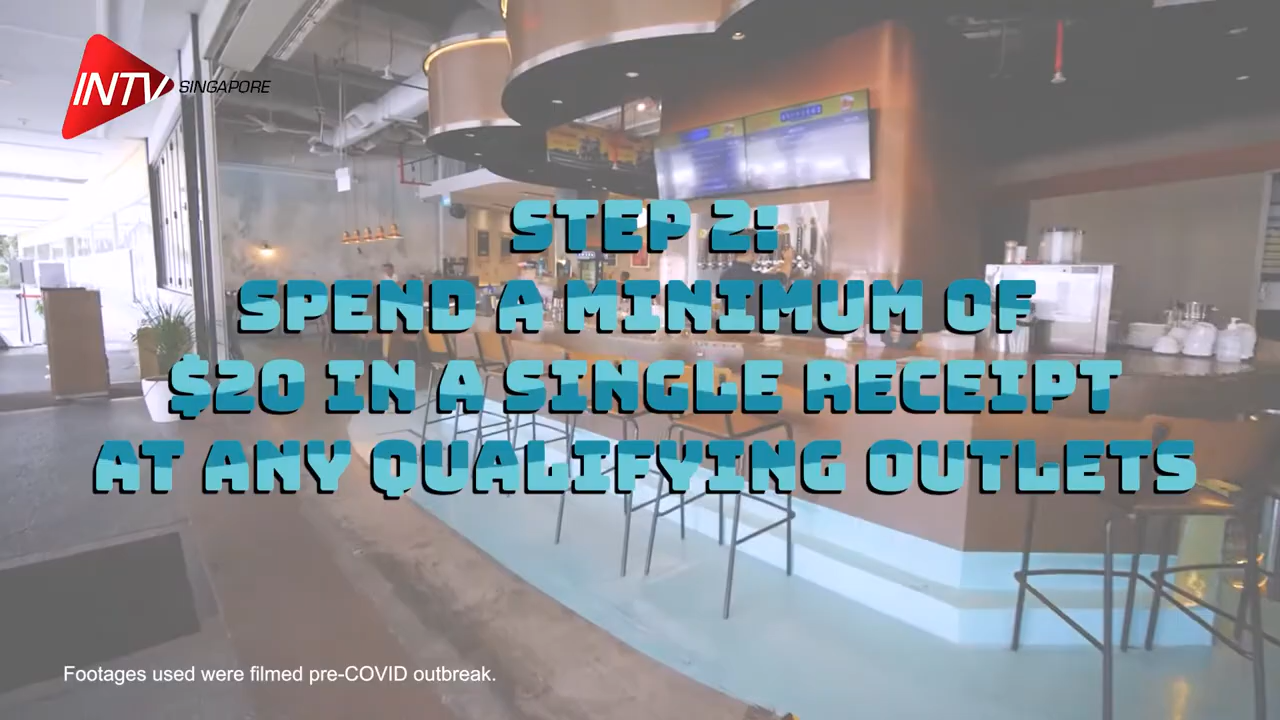 INTV SINGAPORE
STEP 2:
SPEND A MINIMUM OF
$20 IN A SINGLE RECEIPT
AT ANY QUALIFYING OUTLETS
Footages used were filmed pre-COVID outbreak.